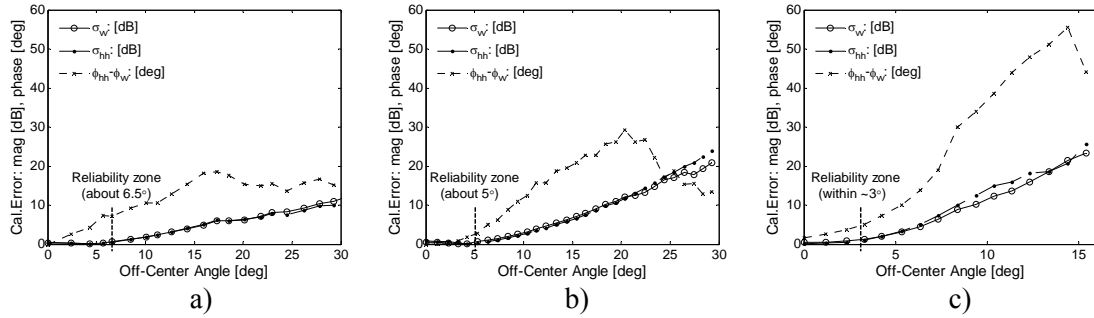 60
50
40
30
20
10
0
Cal.Error: mag [dB], phase [deg]
σvv: [dB]
σhh: [dB]
ϕhh-ϕvv: [deg]
Reliability zone
(about 6.5°)
0 5 10 15 20 25 30
Off-Center Angle [deg]
a)
60
50
40
30
20
10
0
Cal.Error: mag [dB], phase [deg]
σvv: [dB]
σhh: [dB]
ϕhh-ϕvv: [deg]
Reliability zone
(about 5°)
0 5 10 15 20 25 30
Off-Center Angle [deg]
b)
60
50
40
30
20
10
0
Cal.Error: mag [dB], phase [deg]
σvv: [dB]
σhh: [dB]
ϕhh-ϕvv: [deg]
Reliability zone
(within ~3°)
0 5 10 15
Off-Center Angle [deg]
c)